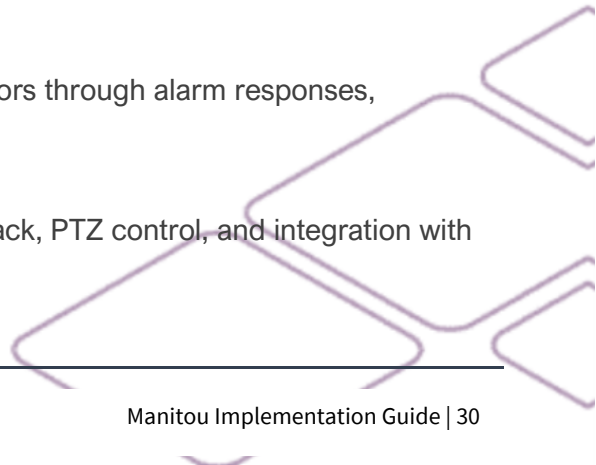 ors through alarm responses,
ack, PTZ control, and integration with
Manitou Implementation Guide | 30